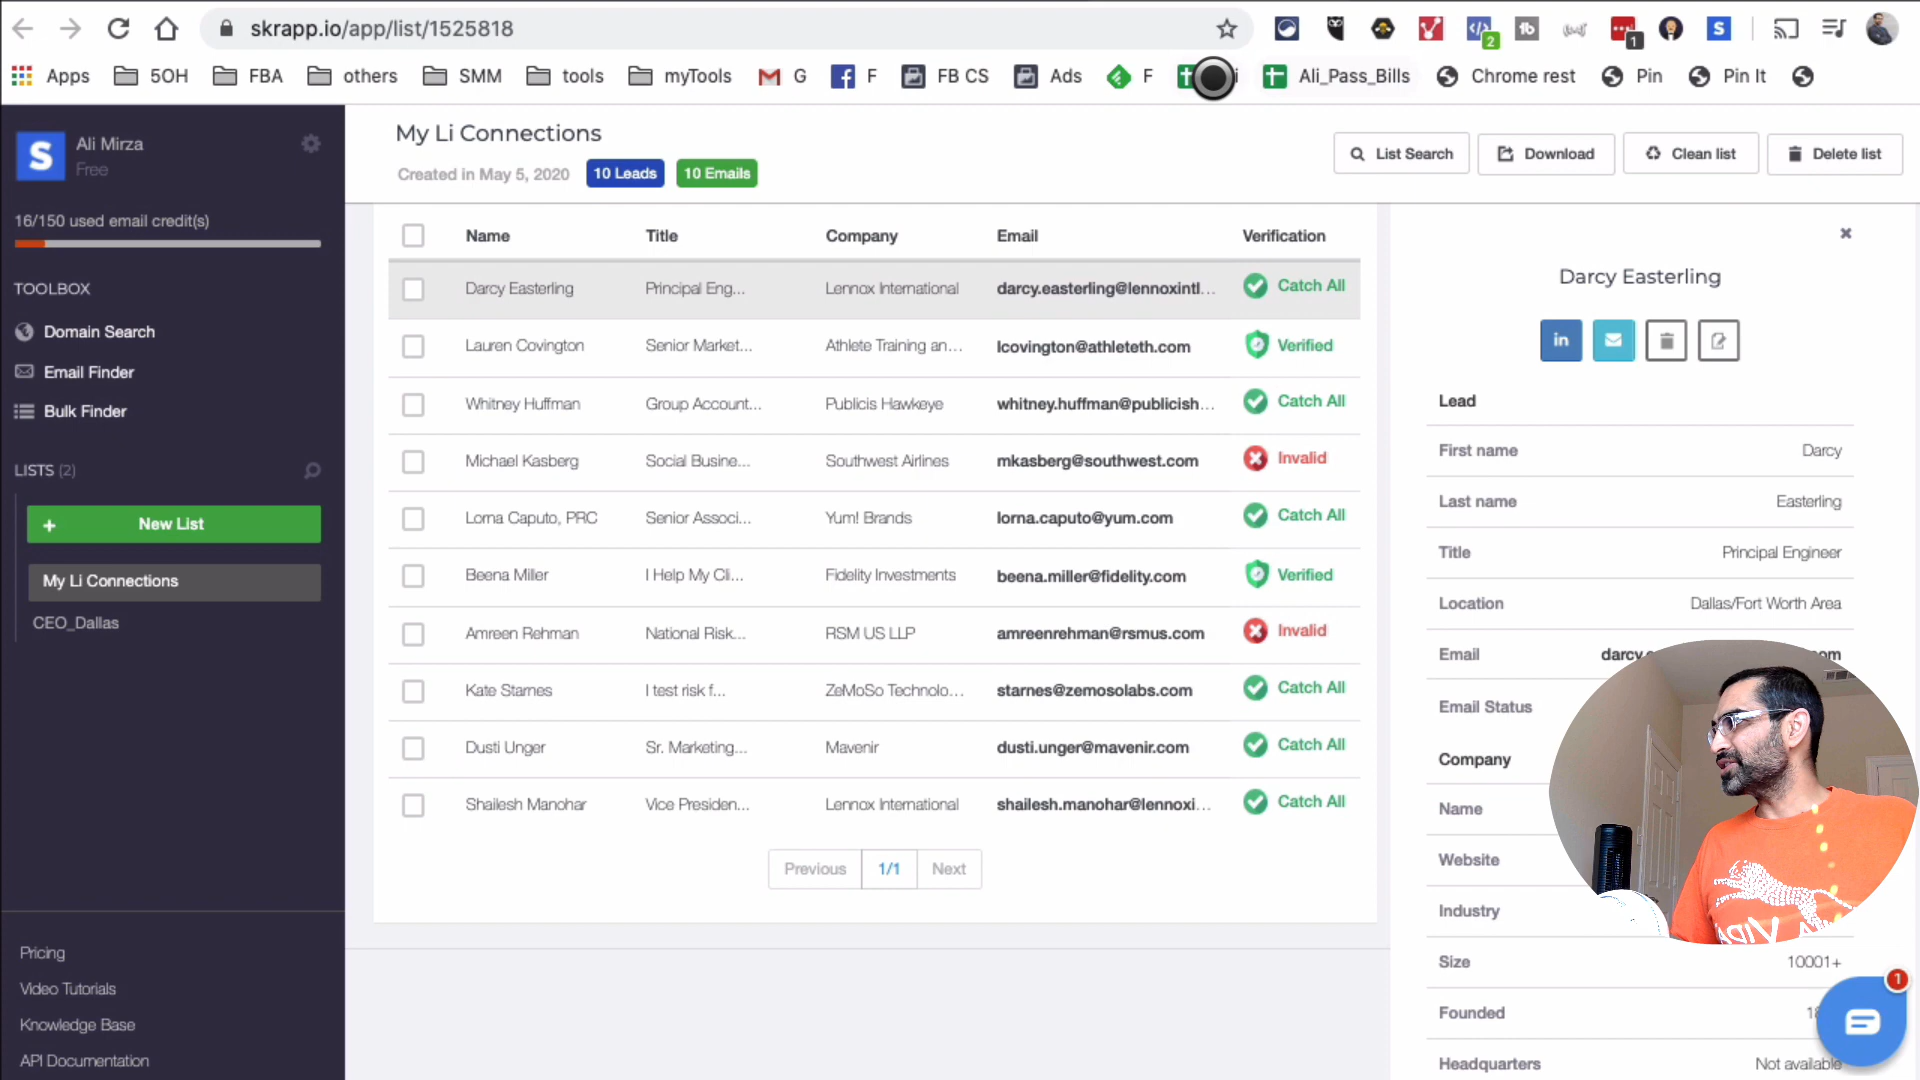 skrapp.io/app/list/1525818
2
1
S
Apps
5OH
FBA
others
SMM
tools
myTools
G
F
FB CS
Ads
F
Ali_Pass_Bills
Chrome rest
Pin
Pin It
S
Ali Mirza
Free
16/150 used email credit(s)
TOOLBOX
Domain Search
Email Finder
Bulk Finder
LISTS (2)
+ New List
My Li Connections
CEO_Dallas
Pricing
Video Tutorials
Knowledge Base
API Documentation
My Li Connections
Created in May 5, 2020 10 Leads 10 Emails
List Search
Download
Clean list
Delete list
Name Title Company Email Verification
Darcy Easterling Principal Eng... Lennox International darcy.easterling@lennoxintl... Catch All
Lauren Covington Senior Market... Athlete Training an... lcovington@athleteth.com Verified
Whitney Huffman Group Account... Publicis Hawkeye whitney.huffman@publicish... Catch All
Michael Kasberg Social Busine... Southwest Airlines mkasberg@southwest.com Invalid
Lorna Caputo, PRC Senior Associ... Yum! Brands lorna.caputo@yum.com Catch All
Beena Miller I Help My Cli... Fidelity Investments beena.miller@fidelity.com Verified
Amreen Rehman National Risk... RSM US LLP amreenrehman@rsmus.com Invalid
Kate Starnes I test risk f... ZeMoSo Technolo... starnes@zemosolabs.com Catch All
Dusti Unger Sr. Marketing... Mavenir dusti.unger@mavenir.com Catch All
Shailesh Manohar Vice Presiden... Lennox International shailesh.manohar@lennoxi... Catch All
Previous 1/1 Next
Darcy Easterling
in
Lead
First name Darcy
Last name Easterling
Title Principal Engineer
Location Dallas/Fort Worth Area
Email
Email Status
Company
Name
Website
Industry
Size 10001+
Founded
Headquarters Not available
1